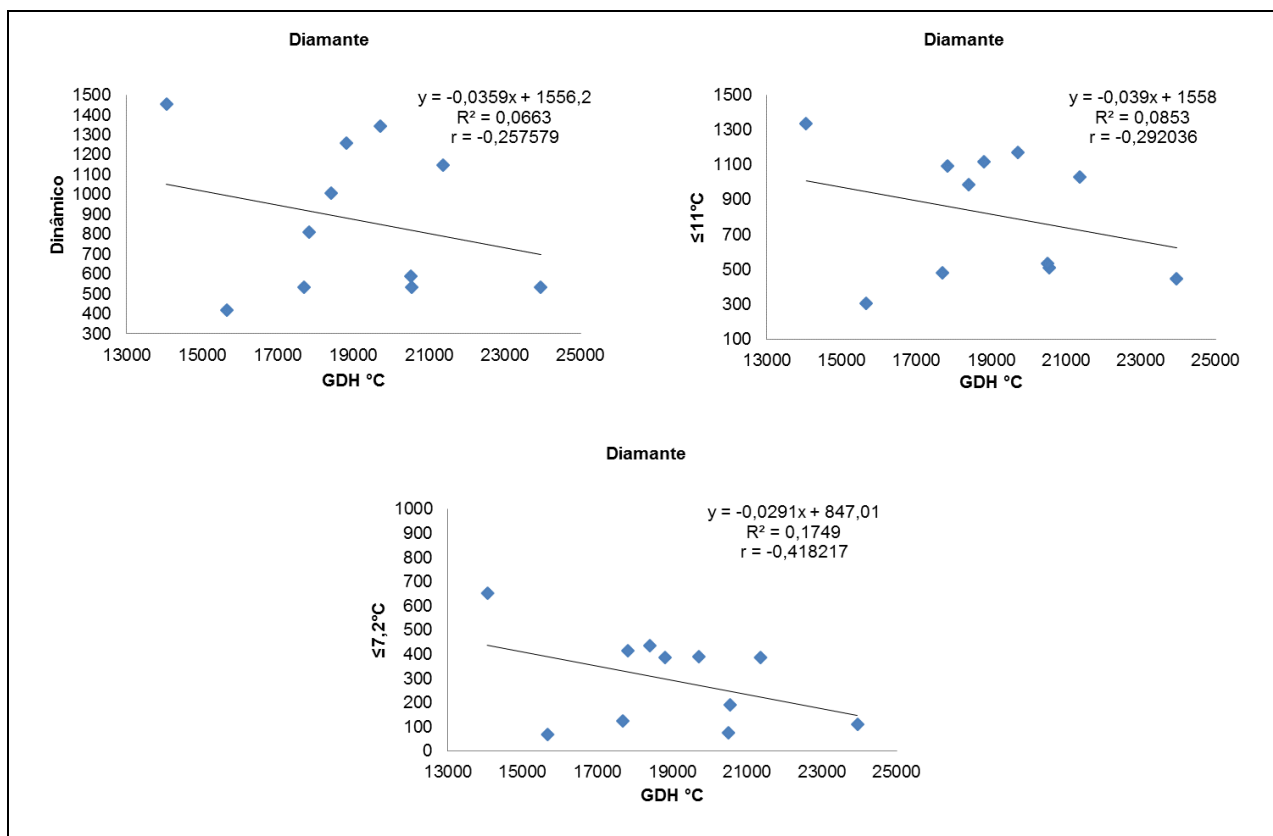 Diamante
y = -0,0359x + 1556,2
R² = 0,0663
r = -0,257579
Dinâmico
1500
1400
1300
1200
1100
1000
900
800
700
600
500
400
300
13000 15000 17000 19000 21000 23000 25000
GDH °C
Diamante
y = -0,039x + 1558
R² = 0,0853
r = -0,292036
≤11°C
1500
1300
1100
900
700
500
300
100
13000 15000 17000 19000 21000 23000 25000
GDH °C
Diamante
y = -0,0291x + 847,01
R² = 0,1749
r = -0,418217
≤7,2°C
1000
900
800
700
600
500
400
300
200
100
0
13000 15000 17000 19000 21000 23000 25000
GDH °C